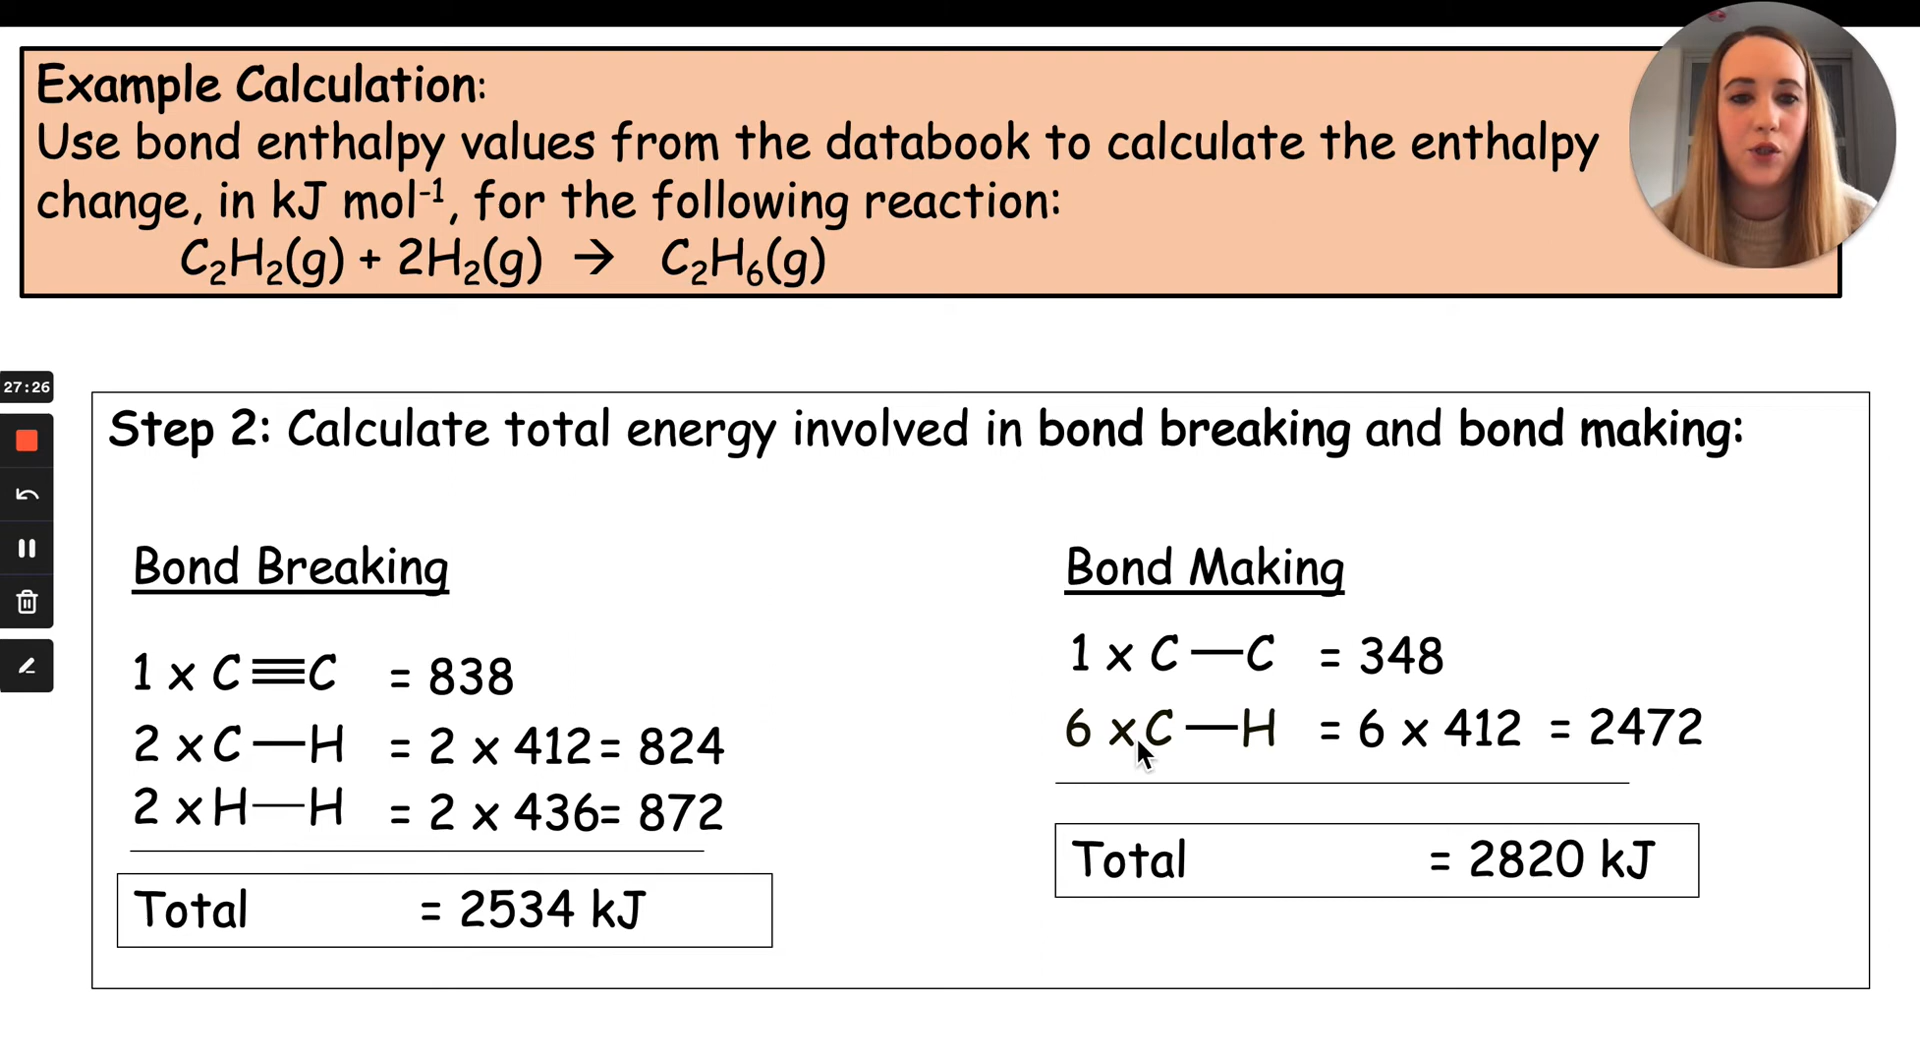 Example Calculation:
Use bond enthalpy values from the databook to calculate the enthalpy
change, in kJ mol⁻¹, for the following reaction:
C₂H₂(g) + 2H₂(g) → C₂H₆(g)
27:26
Step 2: Calculate total energy involved in bond breaking and bond making:
Bond Breaking
1 x C≡C = 838
2 x C—H = 2 x 412= 824
2 x H—H = 2 x 436= 872
Total = 2534 kJ
Bond Making
1 x C—C = 348
6 x C—H = 6 x 412 = 2472
Total = 2820 kJ